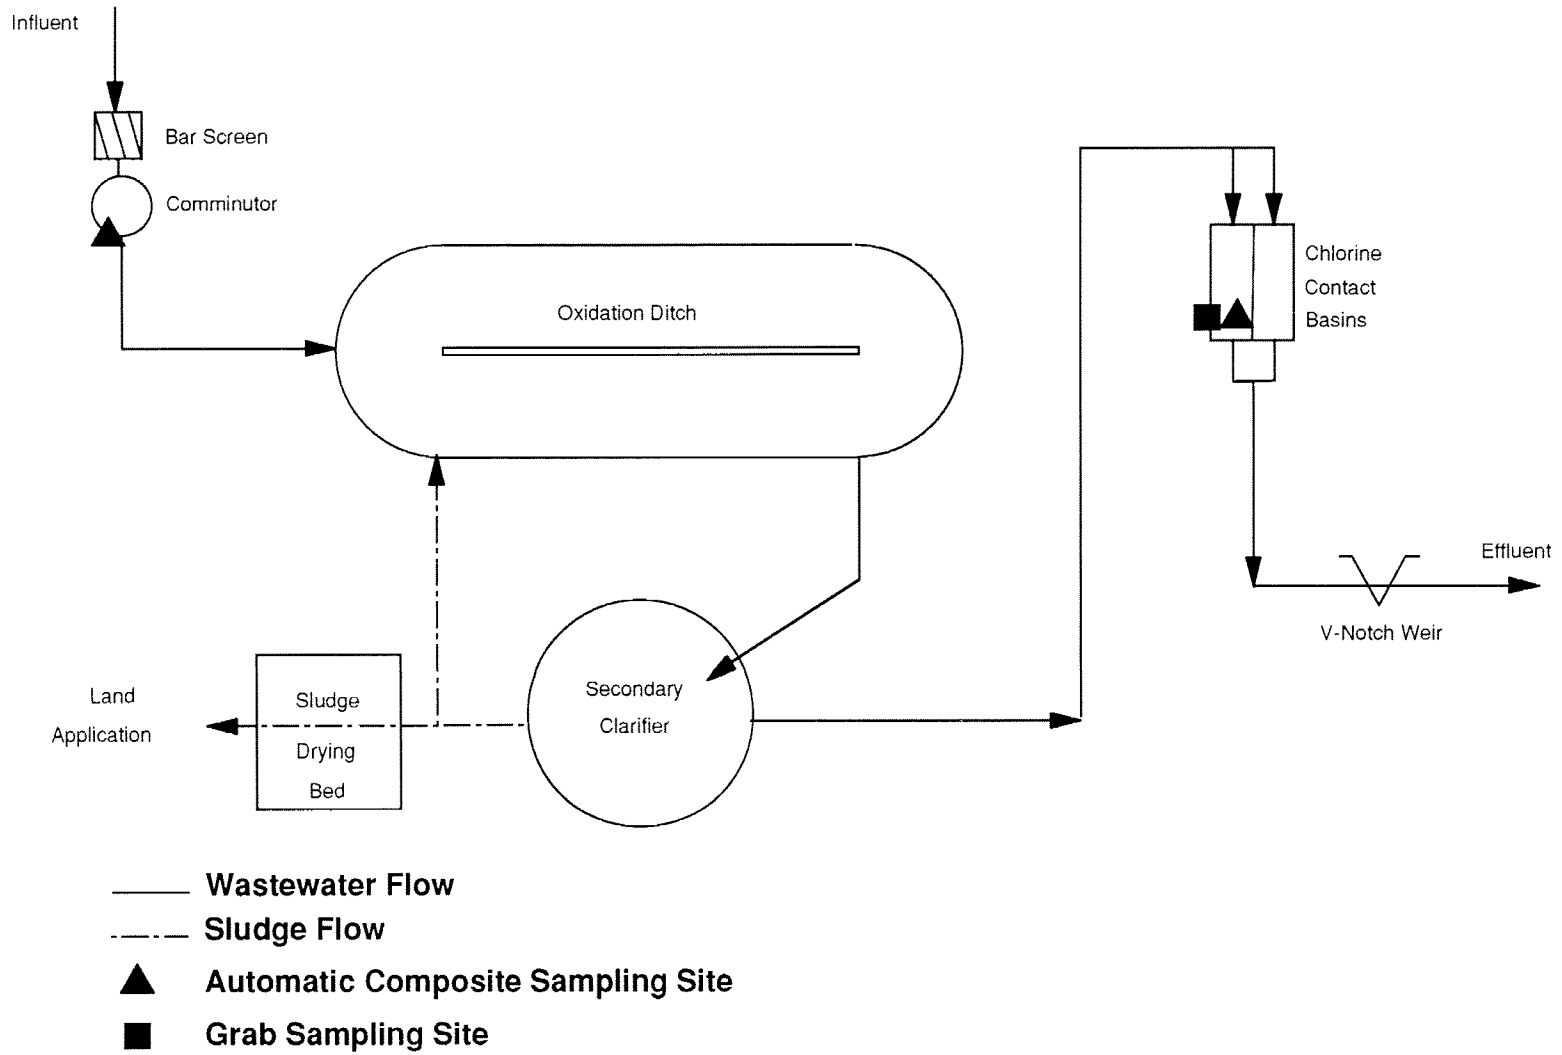 Influent
Bar Screen
Comminutor
Oxidation Ditch
Chlorine
Contact
Basins
Effluent
V-Notch Weir
Secondary
Clarifier
Sludge
Drying
Bed
Land
Application
Wastewater Flow
Sludge Flow
Automatic Composite Sampling Site
Grab Sampling Site